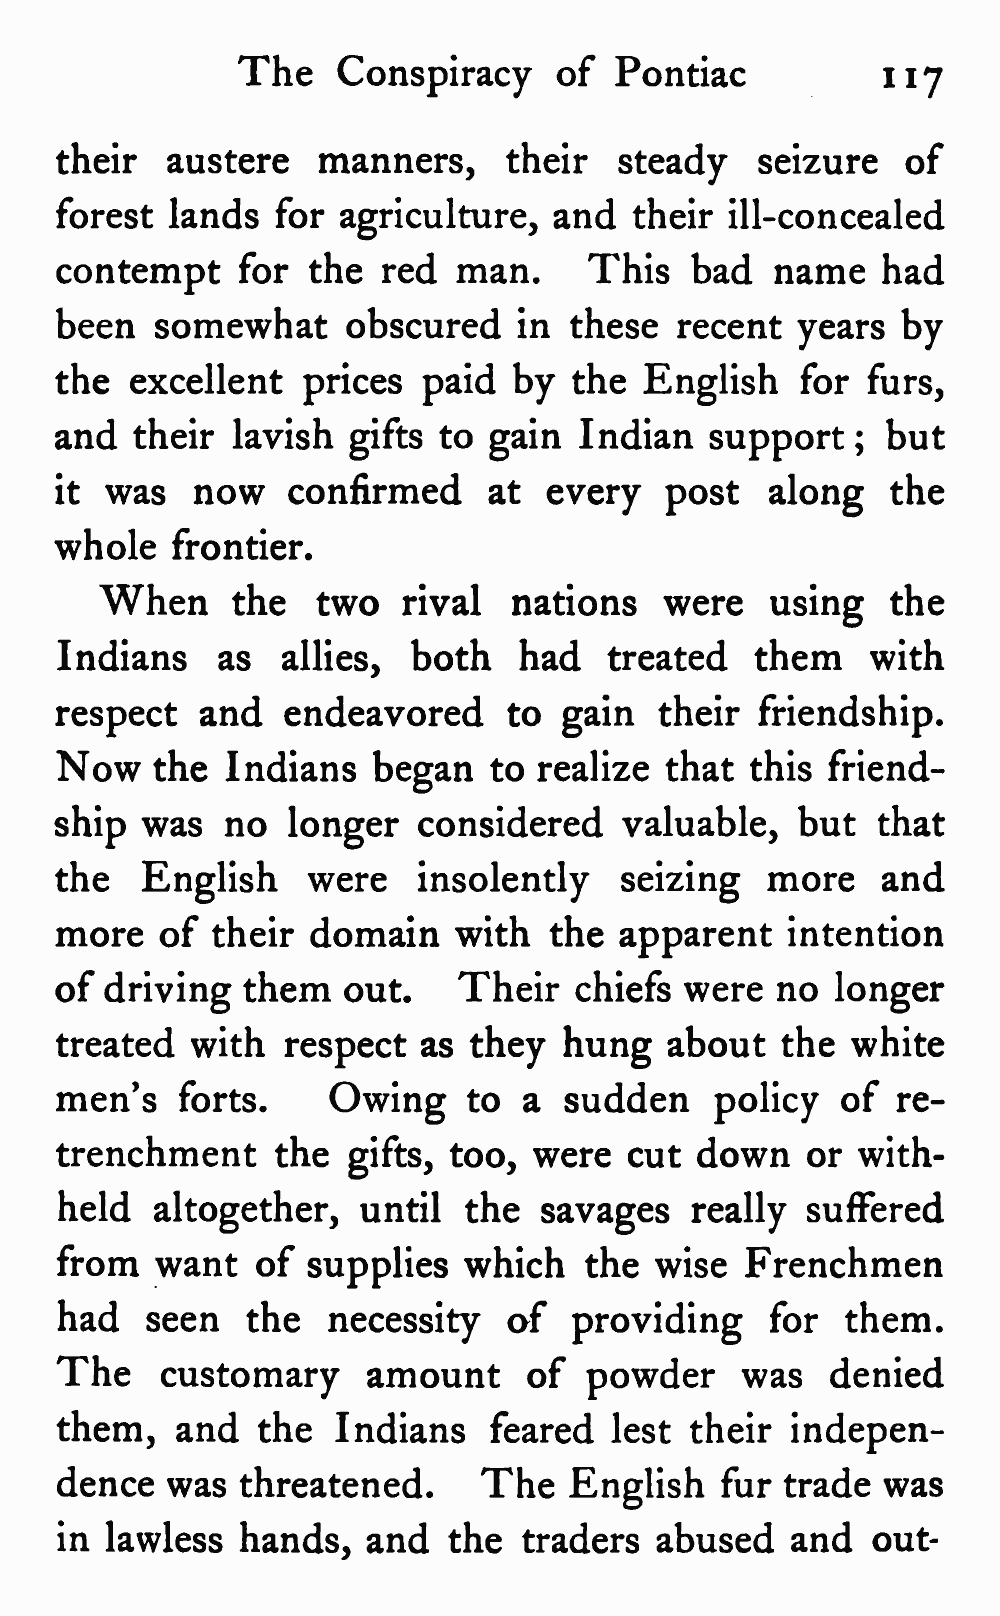 The Conspiracy of Pontiac 117
their austere manners, their steady seizure of
forest lands for agriculture, and their ill-concealed
contempt for the red man. This bad name had
been somewhat obscured in these recent years by
the excellent prices paid by the English for furs,
and their lavish gifts to gain Indian support ; but
it was now confirmed at every post along the
whole frontier.
When the two rival nations were using the
Indians as allies, both had treated them with
respect and endeavored to gain their friendship.
Now the Indians began to realize that this friend-
ship was no longer considered valuable, but that
the English were insolently seizing more and
more of their domain with the apparent intention
of driving them out. Their chiefs were no longer
treated with respect as they hung about the white
men's forts. Owing to a sudden policy of re-
trenchment the gifts, too, were cut down or with-
held altogether, until the savages really suffered
from want of supplies which the wise Frenchmen
had seen the necessity of providing for them.
The customary amount of powder was denied
them, and the Indians feared lest their indepen-
dence was threatened. The English fur trade was
in lawless hands, and the traders abused and out-